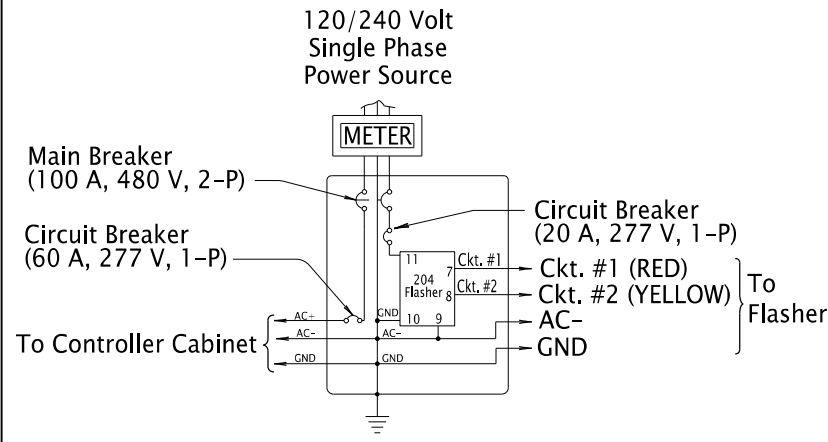 120/240 Volt
Single Phase
Power Source
METER
Main Breaker
(100 A, 480 V, 2-P)
Circuit Breaker
(60 A, 277 V, 1-P)
Circuit Breaker
(20 A, 277 V, 1-P)
11
204
Flasher
7
8
10
9
GND
Ckt. #1
Ckt. #2
Ckt. #1 (RED)
Ckt. #2 (YELLOW)
AC-
GND
To
Flasher
AC+
AC-
AC-
GND
GND
To Controller Cabinet